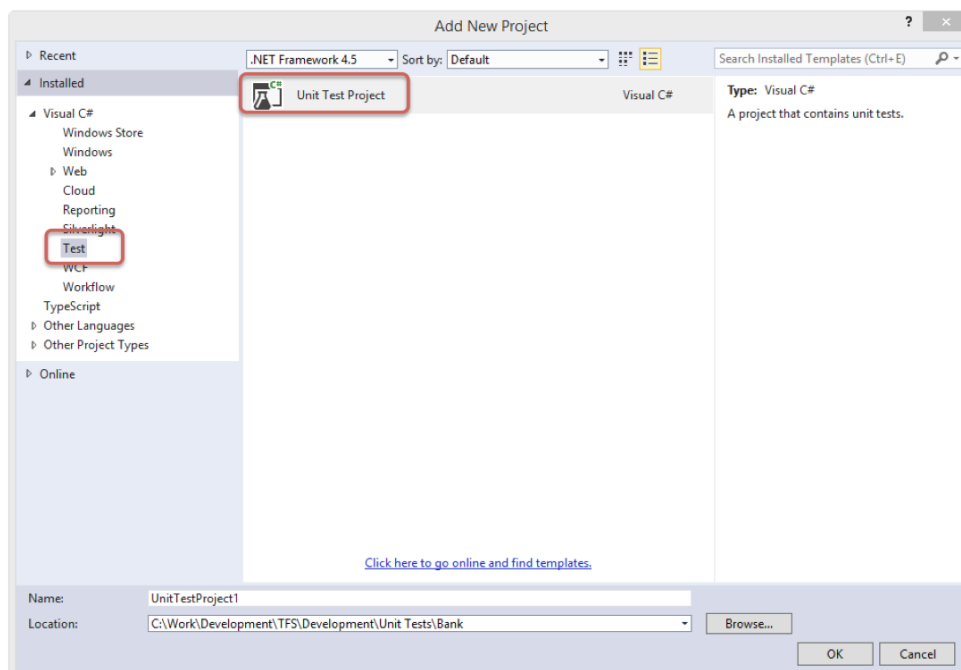 Add New Project
?
Recent
Installed
Visual C#
Windows Store
Windows
Web
Cloud
Reporting
Silverlight
Test
WCF
Workflow
TypeScript
Other Languages
Other Project Types
Online
.NET Framework 4.5
Sort by: Default
C#
Unit Test Project
Visual C#
Click here to go online and find templates.
Search Installed Templates (Ctrl+E)
Type: Visual C#
A project that contains unit tests.
Name: UnitTestProject1
Location: C:\Work\Development\TFS\Development\Unit Tests\Bank
Browse...
OK
Cancel